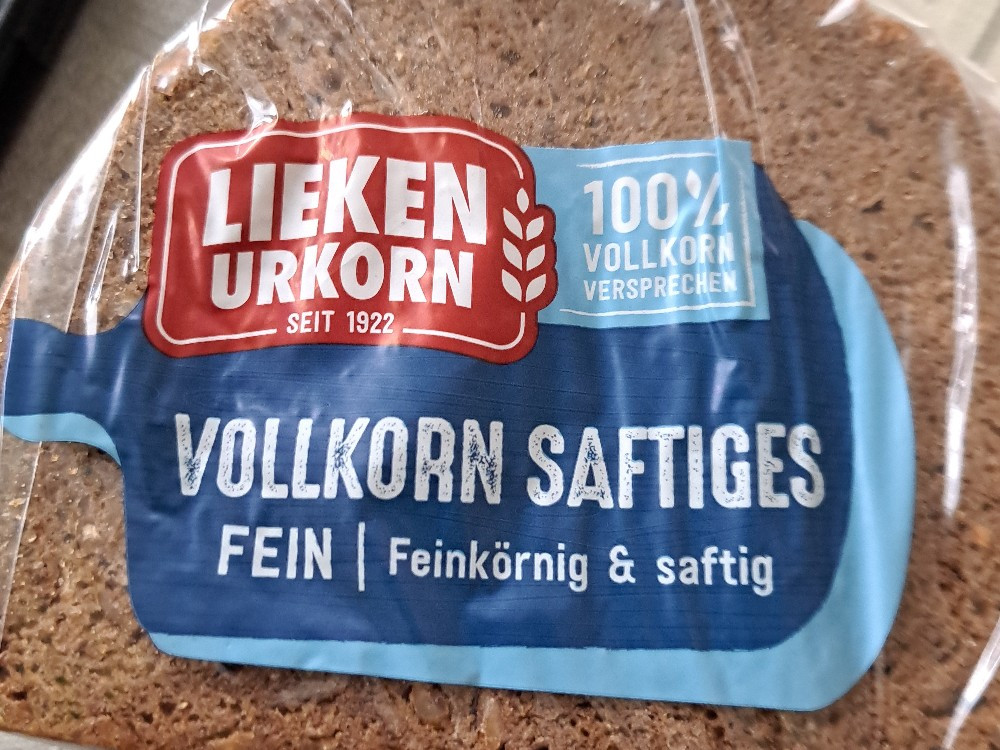 LIEKEN
URKORN
SEIT 1922
100%
VOLLKORN
VERSPRECHEN
VOLLKORN SAFTIGES
FEIN | Feinkörnig & saftig